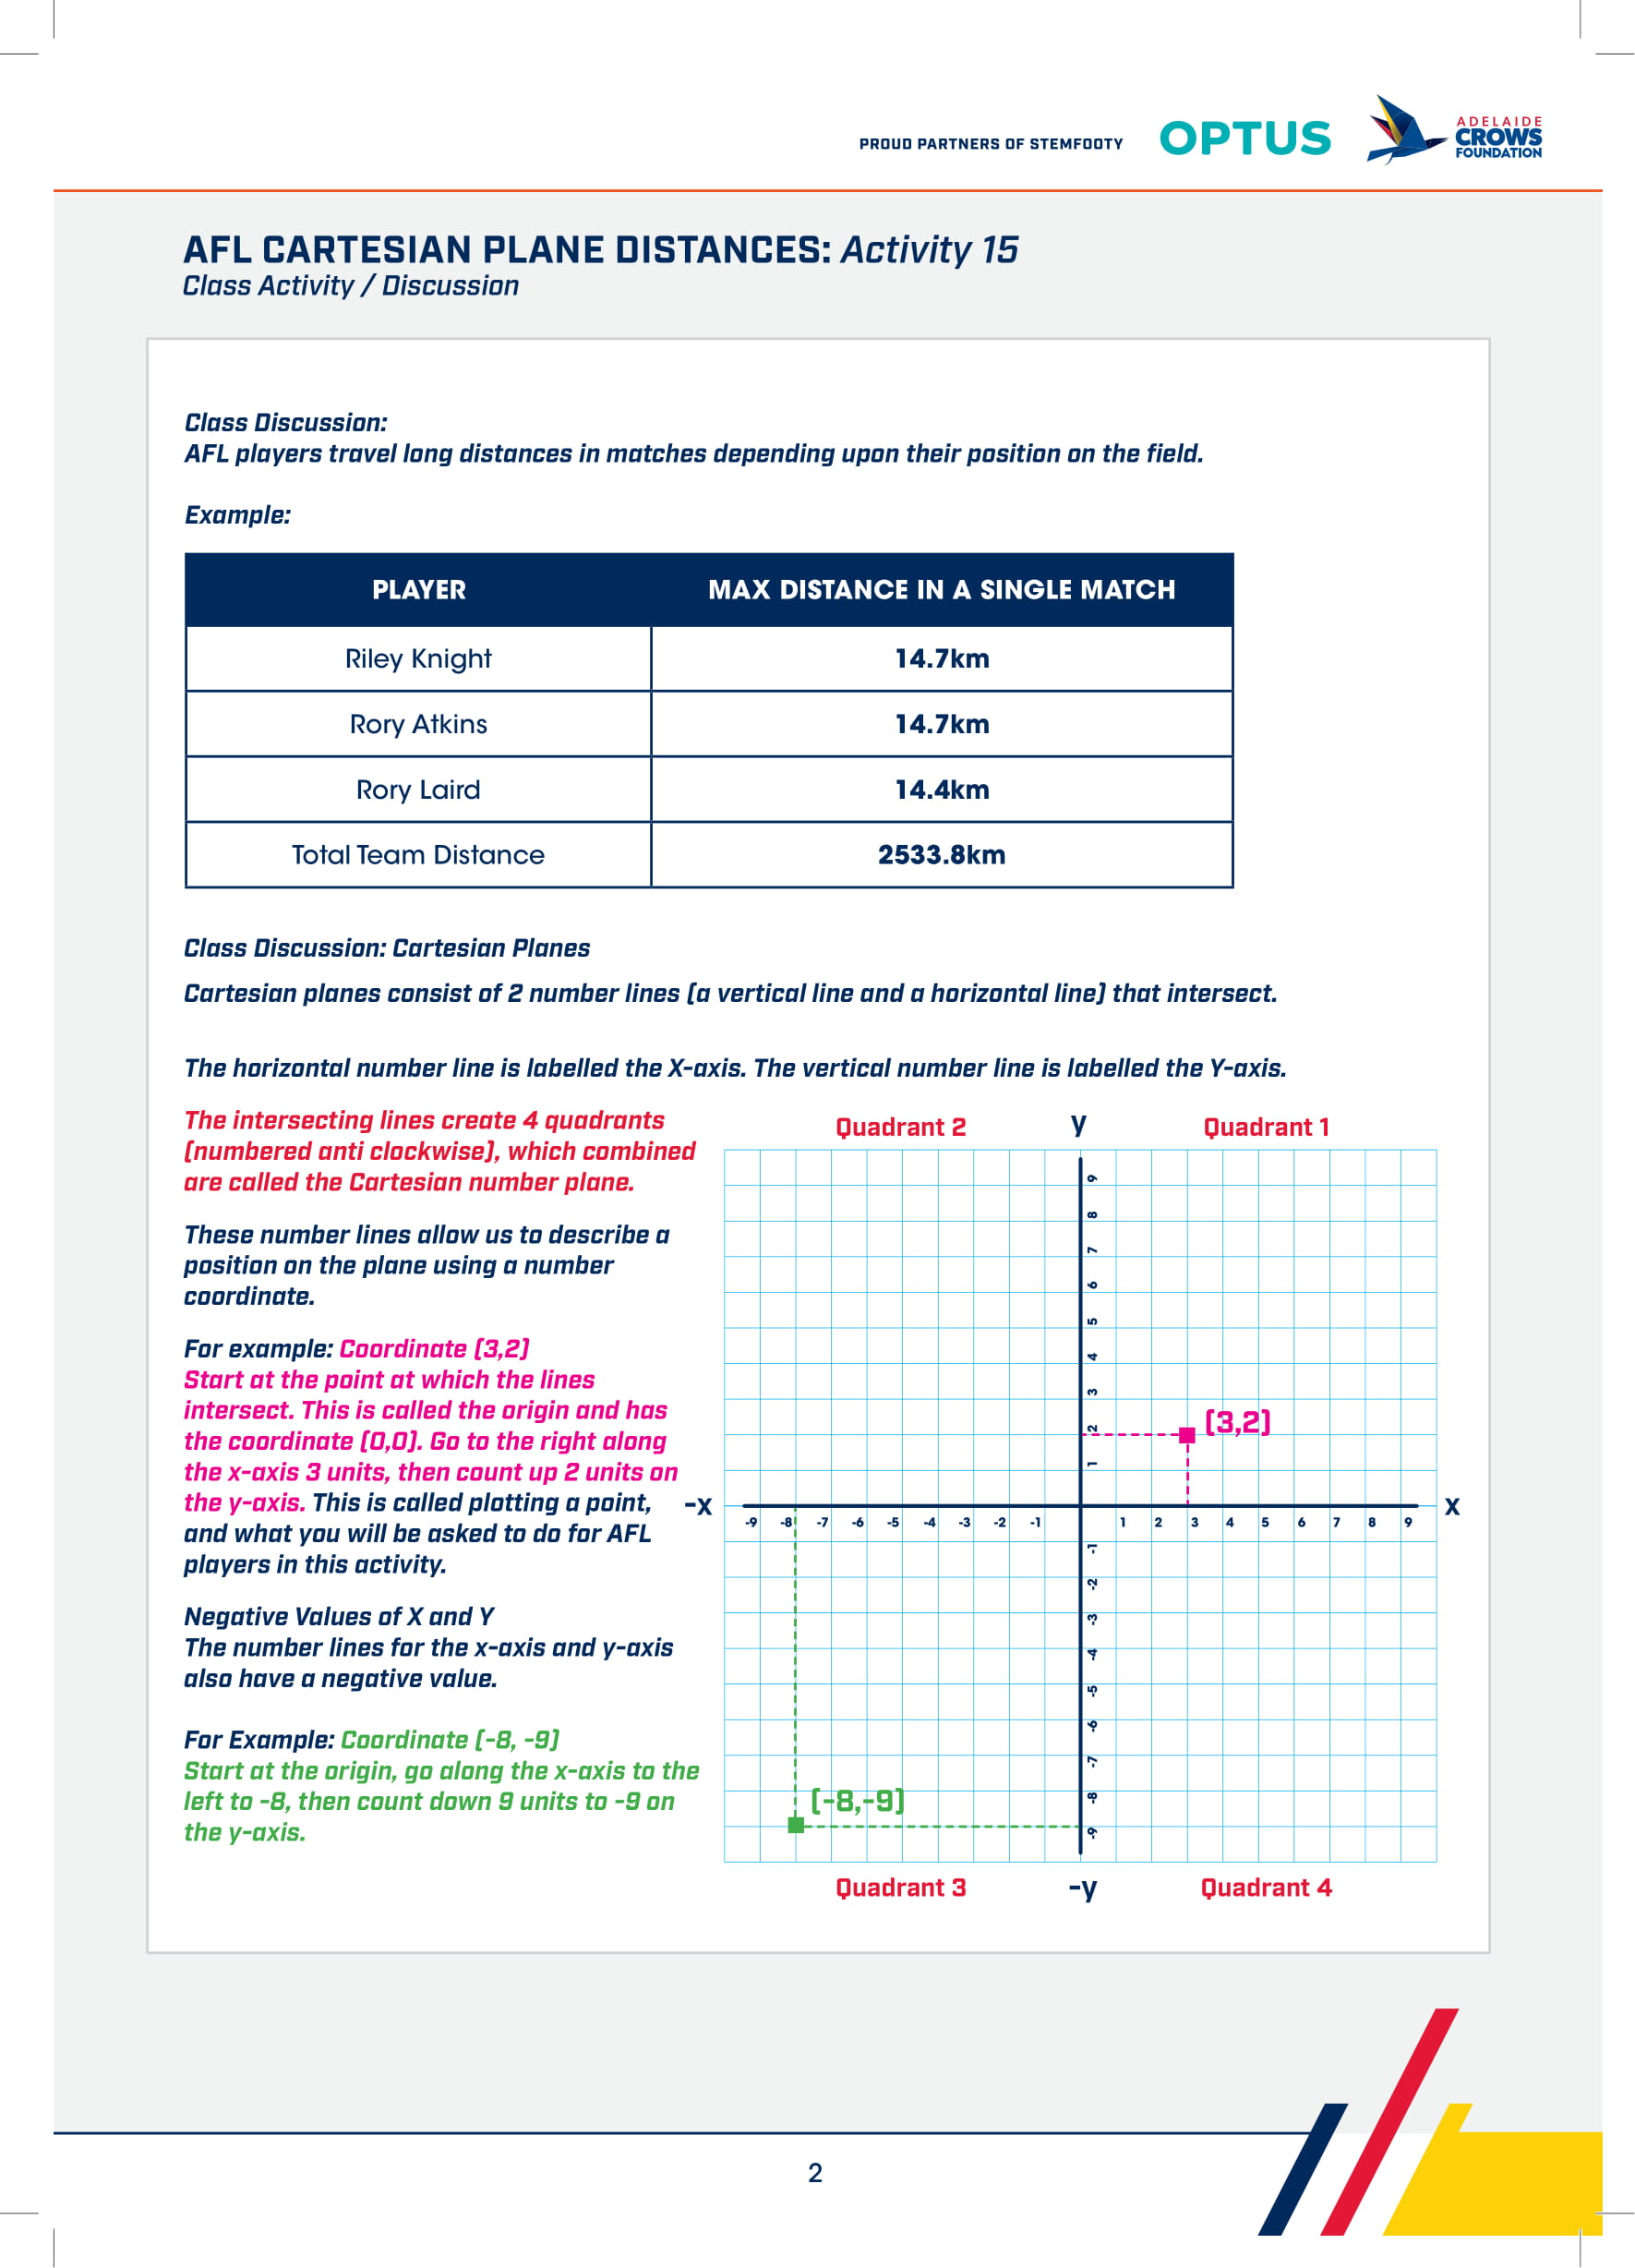 PROUD PARTNERS OF STEMFOOTY
OPTUS
ADELAIDE
CROWS
FOUNDATION
AFL CARTESIAN PLANE DISTANCES: Activity 15
Class Activity / Discussion
Class Discussion:
AFL players travel long distances in matches depending upon their position on the field.
Example:
PLAYER MAX DISTANCE IN A SINGLE MATCH
Riley Knight 14.7km
Rory Atkins 14.7km
Rory Laird 14.4km
Total Team Distance 2533.8km
Class Discussion: Cartesian Planes
Cartesian planes consist of 2 number lines (a vertical line and a horizontal line) that intersect.
The horizontal number line is labelled the X-axis. The vertical number line is labelled the Y-axis.
The intersecting lines create 4 quadrants
(numbered anti clockwise), which combined
are called the Cartesian number plane.
These number lines allow us to describe a
position on the plane using a number
coordinate.
For example: Coordinate (3,2)
Start at the point at which the lines
intersect. This is called the origin and has
the coordinate (0,0). Go to the right along
the x-axis 3 units, then count up 2 units on
the y-axis. This is called plotting a point,
and what you will be asked to do for AFL
players in this activity.
Negative Values of X and Y
The number lines for the x-axis and y-axis
also have a negative value.
For Example: Coordinate (-8, -9)
Start at the origin, go along the x-axis to the
left to -8, then count down 9 units to -9 on
the y-axis.
Quadrant 2 y Quadrant 1
9
8
7
6
5
4
3
2
1
(3,2)
-x x
-9 -8 -7 -6 -5 -4 -3 -2 -1 1 2 3 4 5 6 7 8 9
-1
-2
-3
-4
-5
-6
-7
-8
-9
(-8,-9)
Quadrant 3 -y Quadrant 4
2